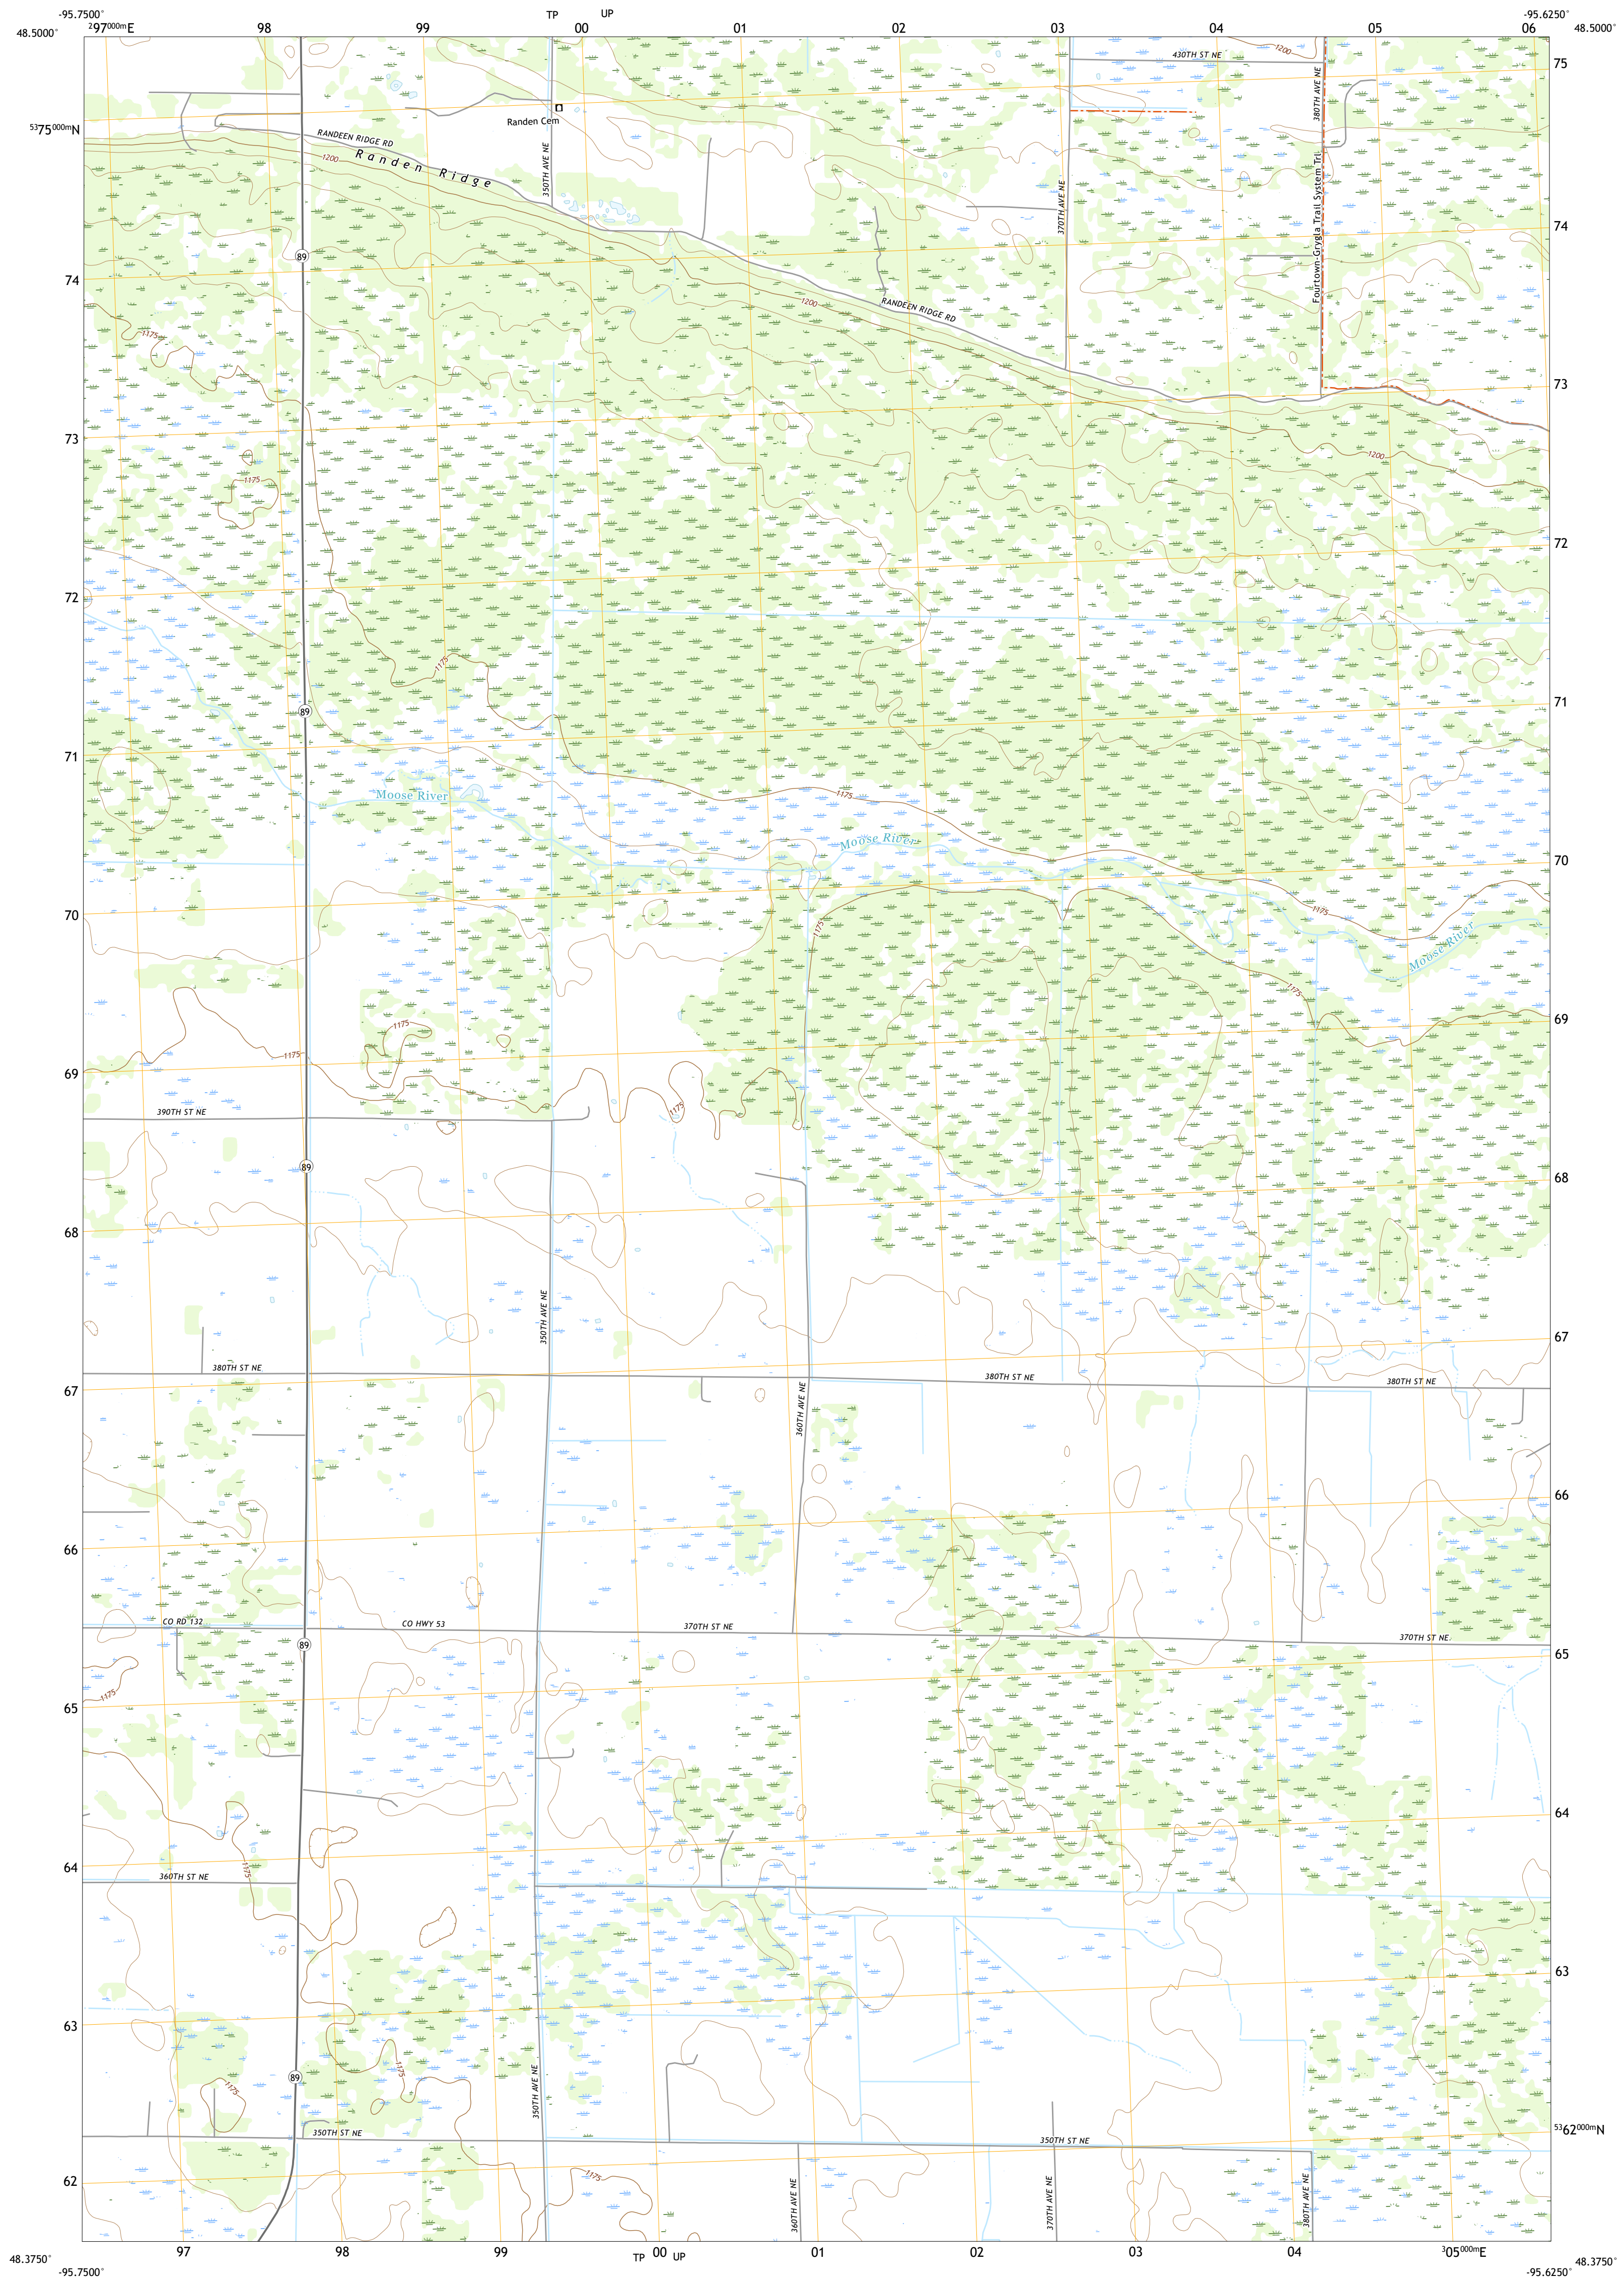 -95.7500° TP UP -95.6250°
48.5000° ²97⁰⁰⁰ᵐE 98 99 00 01 02 03 04 05 06 48.5000°
430TH ST NE 1200 75
380TH AVE NE
Randen Cem
⁵³75⁰⁰⁰ᵐN
RANDEEN RIDGE RD
1200 Randen Ridge
350TH AVE NE
370TH AVE NE
Fourtown-Grygla Trail System Trl
74
89
74
1200
RANDEEN RIDGE RD
1175
73
73
1200
1175
72
72
1175
71
89
71
Moose River
1175
Moose River
70
70
1175
1175
Moose River
1175
69
1175
1175
69
1175
390TH ST NE
89
68
68
350TH AVE NE
67
380TH ST NE
380TH ST NE
380TH ST NE
67
360TH AVE NE
66
66
CO RD 132
CO HWY 53
370TH ST NE
370TH ST NE
89
65
1175
65
64
64
1175
360TH ST NE
63
63
1175
350TH AVE NE
89
1175
350TH ST NE
350TH ST NE
⁵³62⁰⁰⁰ᵐN
62
1175
360TH AVE NE
370TH AVE NE
380TH AVE NE
48.3750° 97 98 99 TP 00 UP 01 02 03 04 ³05⁰⁰⁰ᵐE 48.3750°
-95.7500° -95.6250°